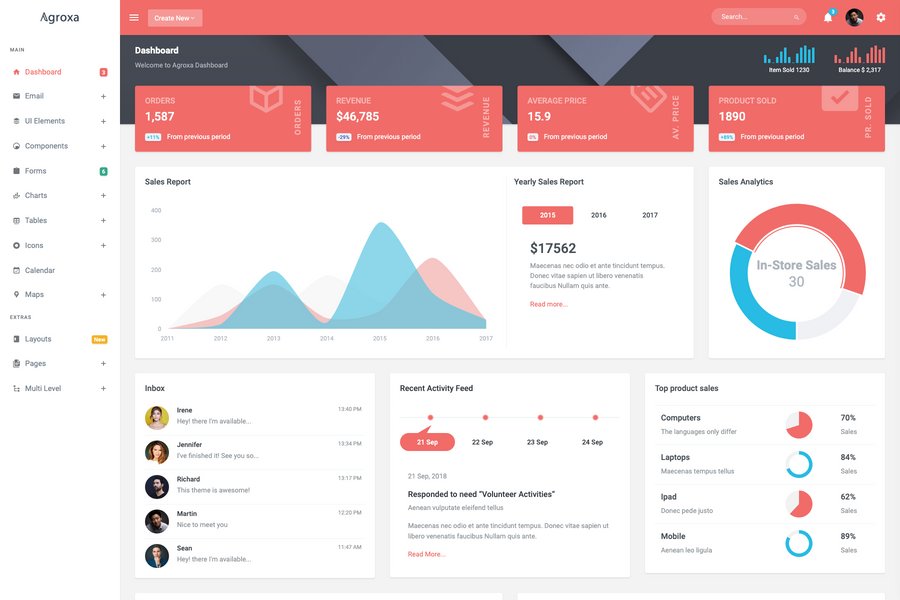 Agroxa
Create New
Search...
3
MAIN
Dashboard
3
Email
UI Elements
Components
Forms
6
Charts
Tables
Icons
Calendar
Maps
EXTRAS
Layouts
New
Pages
Multi Level
Dashboard
Welcome to Agroxa Dashboard
Item Sold 1230
Balance $ 2,317
ORDERS
1,587
+11% From previous period
ORDERS
REVENUE
$46,785
-29% From previous period
REVENUE
AVERAGE PRICE
15.9
0% From previous period
AV. PRICE
PRODUCT SOLD
1890
+89% From previous period
PR. SOLD
Sales Report
400
300
200
100
0
2011 2012 2013 2014 2015 2016 2017
Yearly Sales Report
2015 2016 2017
$17562
Maecenas nec odio et ante tincidunt tempus.
Donec vitae sapien ut libero venenatis
faucibus Nullam quis ante.
Read more...
Sales Analytics
In-Store Sales
30
Inbox
Irene
13:40 PM
Hey! there I'm available...
Jennifer
13:34 PM
I've finished it! See you so...
Richard
13:17 PM
This theme is awesome!
Martin
12:20 PM
Nice to meet you
Sean
11:47 AM
Hey! there I'm available...
Recent Activity Feed
21 Sep 22 Sep 23 Sep 24 Sep
21 Sep, 2018
Responded to need “Volunteer Activities”
Aenean vulputate eleifend tellus
Maecenas nec odio et ante tincidunt tempus. Donec vitae sapien ut
libero venenatis faucibus Nullam quis ante.
Read More...
Top product sales
Computers
The languages only differ
70%
Sales
Laptops
Maecenas tempus tellus
84%
Sales
Ipad
Donec pede justo
62%
Sales
Mobile
Aenean leo ligula
89%
Sales